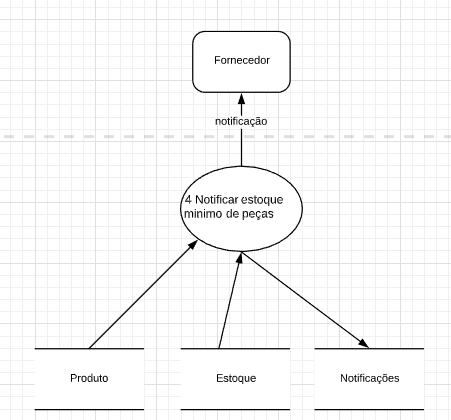 Fornecedor
notificação
4 Notificar estoque
minimo de peças
Produto
Estoque
Notificações